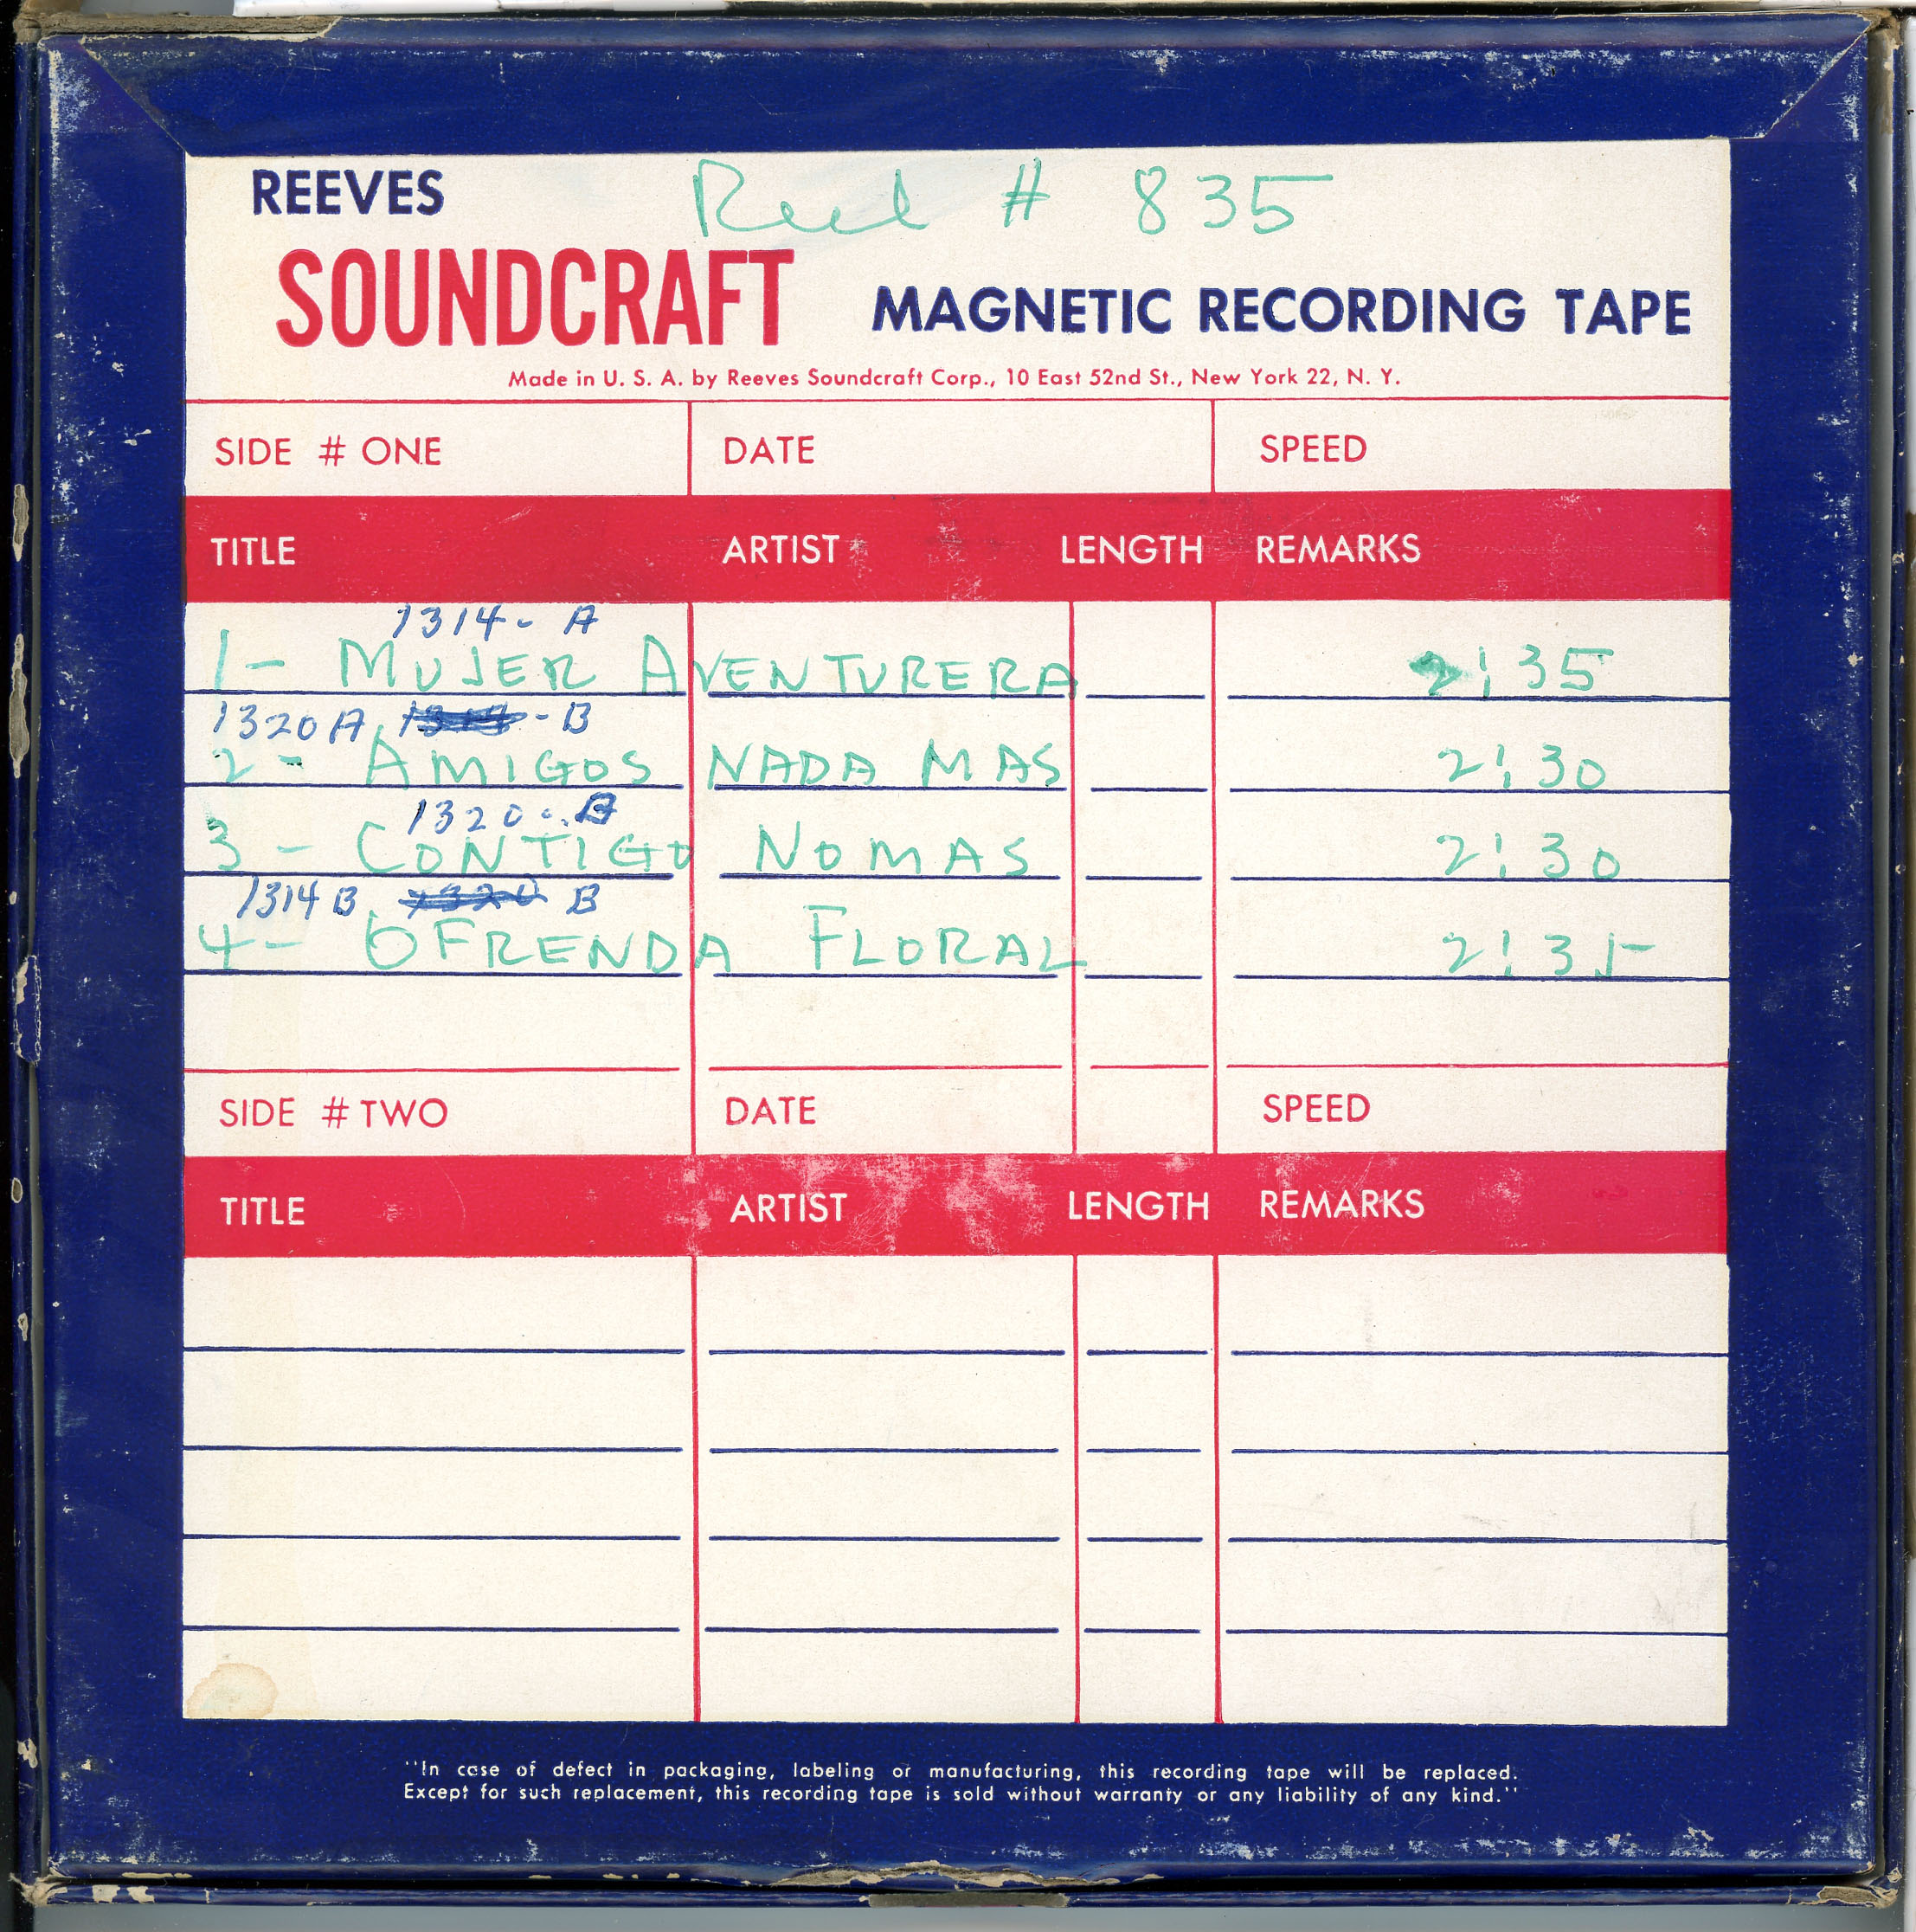 Reel # 835
REEVES
SOUNDCRAFT MAGNETIC RECORDING TAPE
Made in U. S. A. by Reeves Soundcraft Corp., 10 East 52nd St., New York 22, N. Y.
SIDE # ONE DATE SPEED
TITLE ARTIST LENGTH REMARKS
1314- A
1- MUJER AVENTURERA 2:35
1320 A - B
2- AMIGOS NADA MAS 2:30
1320- B
3- CONTIGO NOMAS 2:30
1314 B B
4- OFRENDA FLORAL 2:35
SIDE # TWO DATE SPEED
TITLE ARTIST LENGTH REMARKS
"In case of defect in packaging, labeling or manufacturing, this recording tape will be replaced.
Except for such replacement, this recording tape is sold without warranty or any liability of any kind."